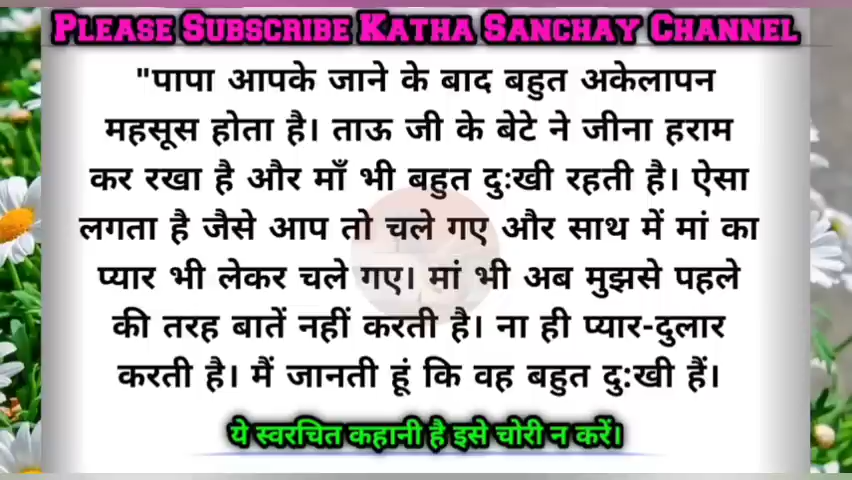 PLEASE SUBSCRIBE KATHA SANCHAY CHANNEL
"पापा आपके जाने के बाद बहुत अकेलापन
महसूस होता है। ताऊ जी के बेटे ने जीना हराम
कर रखा है और माँ भी बहुत दुःखी रहती है। ऐसा
लगता है जैसे आप तो चले गए और साथ में मां का
प्यार भी लेकर चले गए। मां भी अब मुझसे पहले
की तरह बातें नहीं करती है। ना ही प्यार-दुलार
करती है। मैं जानती हूं कि वह बहुत दु:खी हैं।
ये स्वरचित कहानी है इसे चोरी न करें।